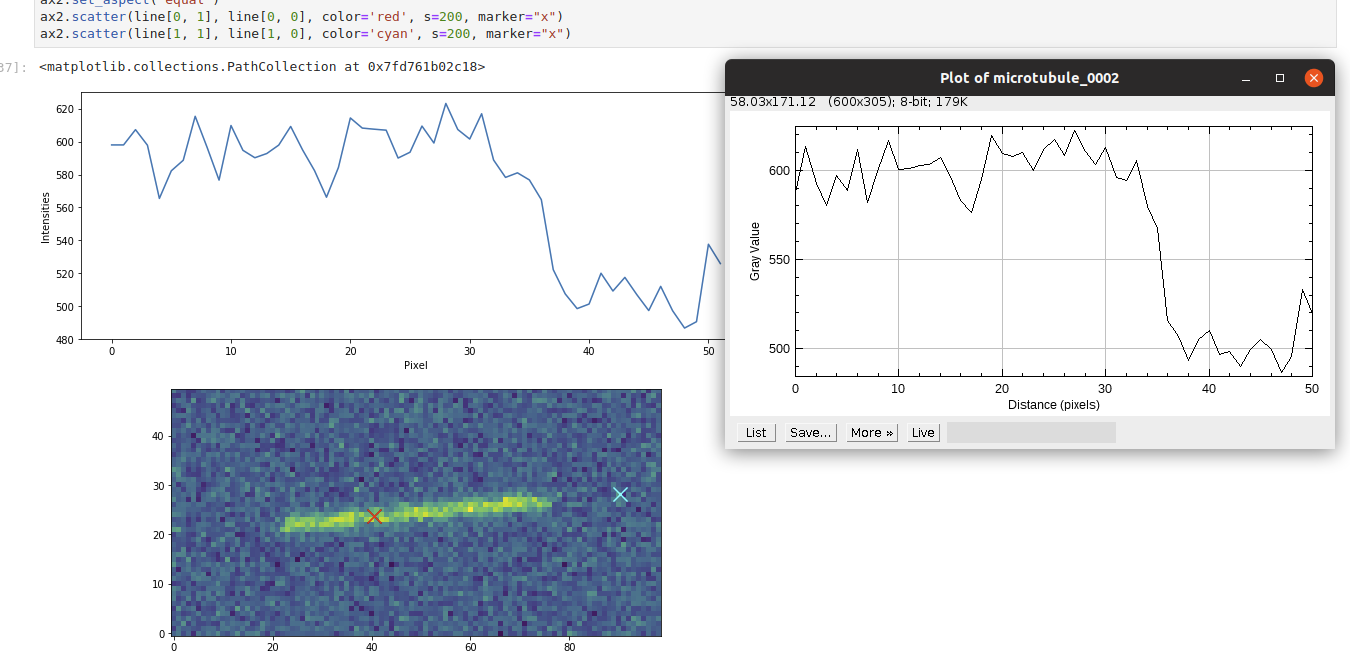 ax2.set_aspect("equal")
ax2.scatter(line[0, 1], line[0, 0], color='red', s=200, marker="x")
ax2.scatter(line[1, 1], line[1, 0], color='cyan', s=200, marker="x")
37]: <matplotlib.collections.PathCollection at 0x7fd761b02c18>
620
600
580
560
540
520
500
480
Intensities
0 10 20 30 40 50
Pixel
40
30
20
10
0
0 20 40 60 80
Plot of microtubule_0002
58.03x171.12 (600x305); 8-bit; 179K
600
550
500
Gray Value
0 10 20 30 40 50
Distance (pixels)
List Save... More » Live